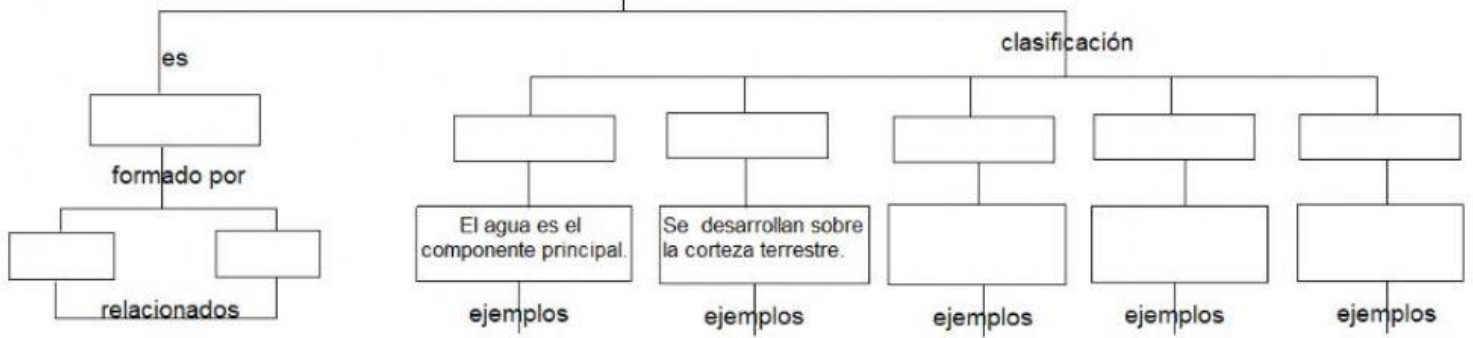 es
clasificación
formado por
El agua es el
componente principal.
Se desarrollan sobre
la corteza terrestre.
relacionados
ejemplos
ejemplos
ejemplos
ejemplos
ejemplos